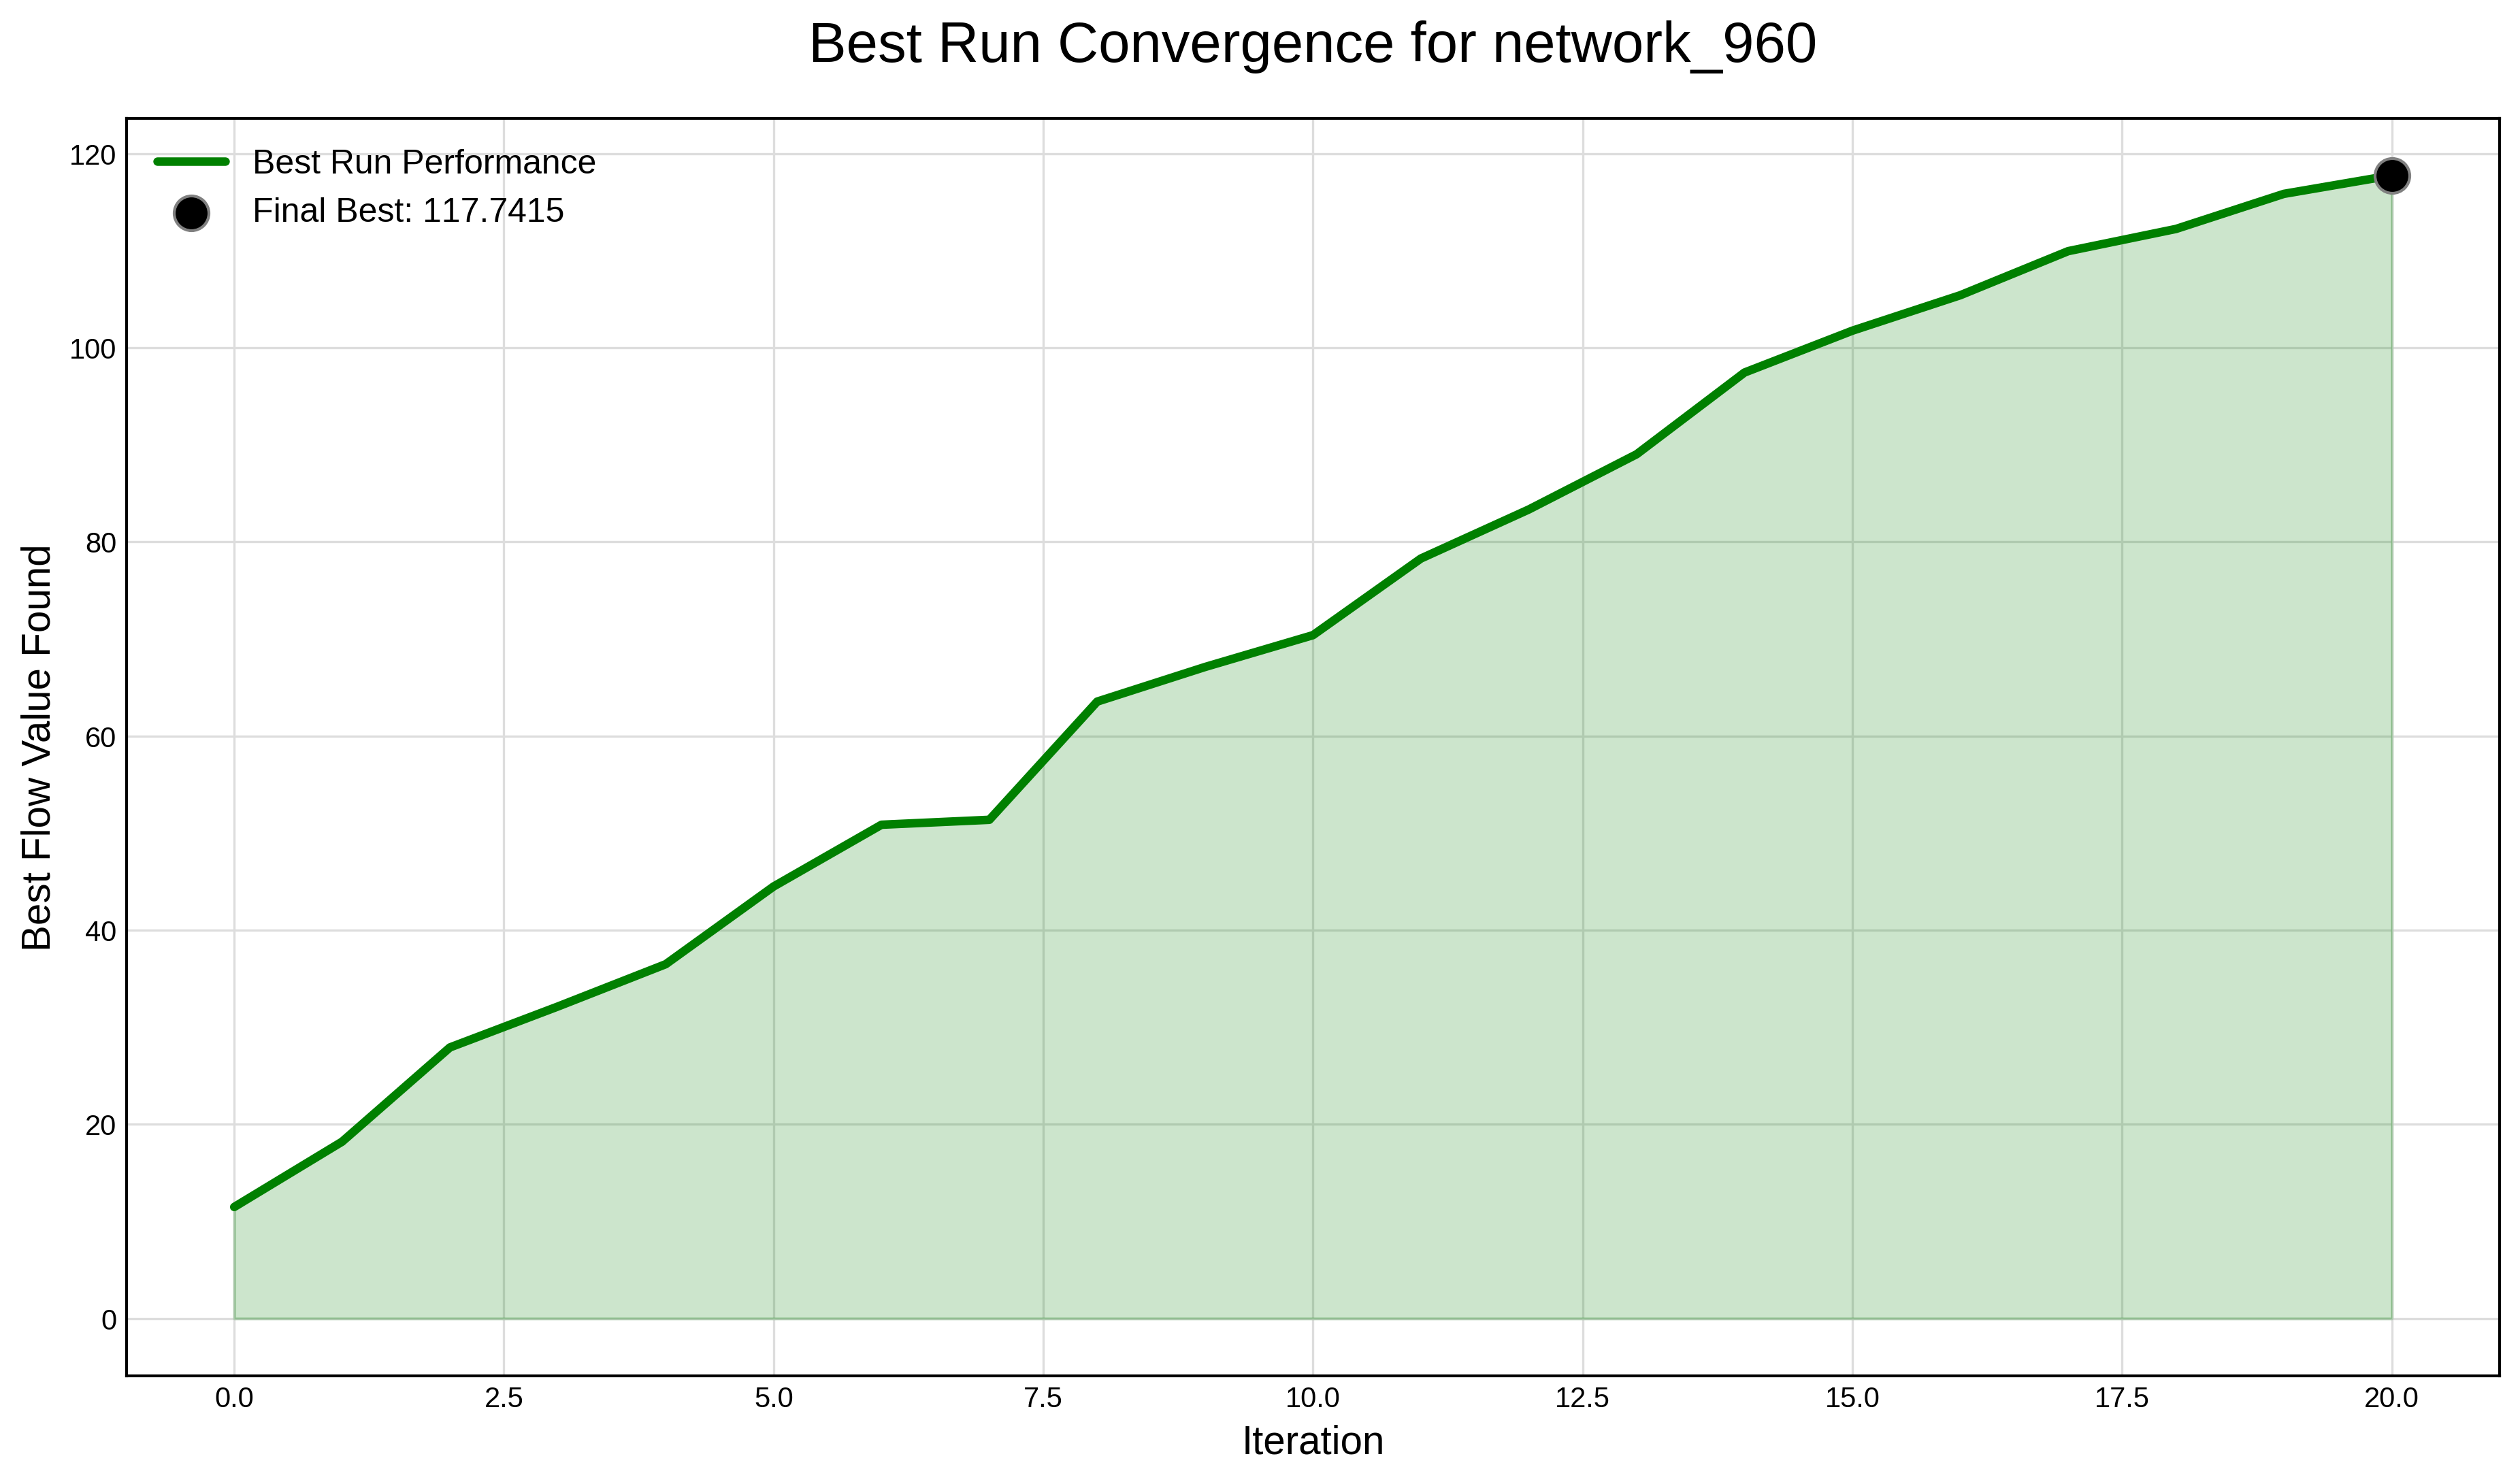 Best Run Convergence for network_960
Best Run Performance
Final Best: 117.7415
120
100
80
60
40
20
0
Best Flow Value Found
0.0 2.5 5.0 7.5 10.0 12.5 15.0 17.5 20.0
Iteration